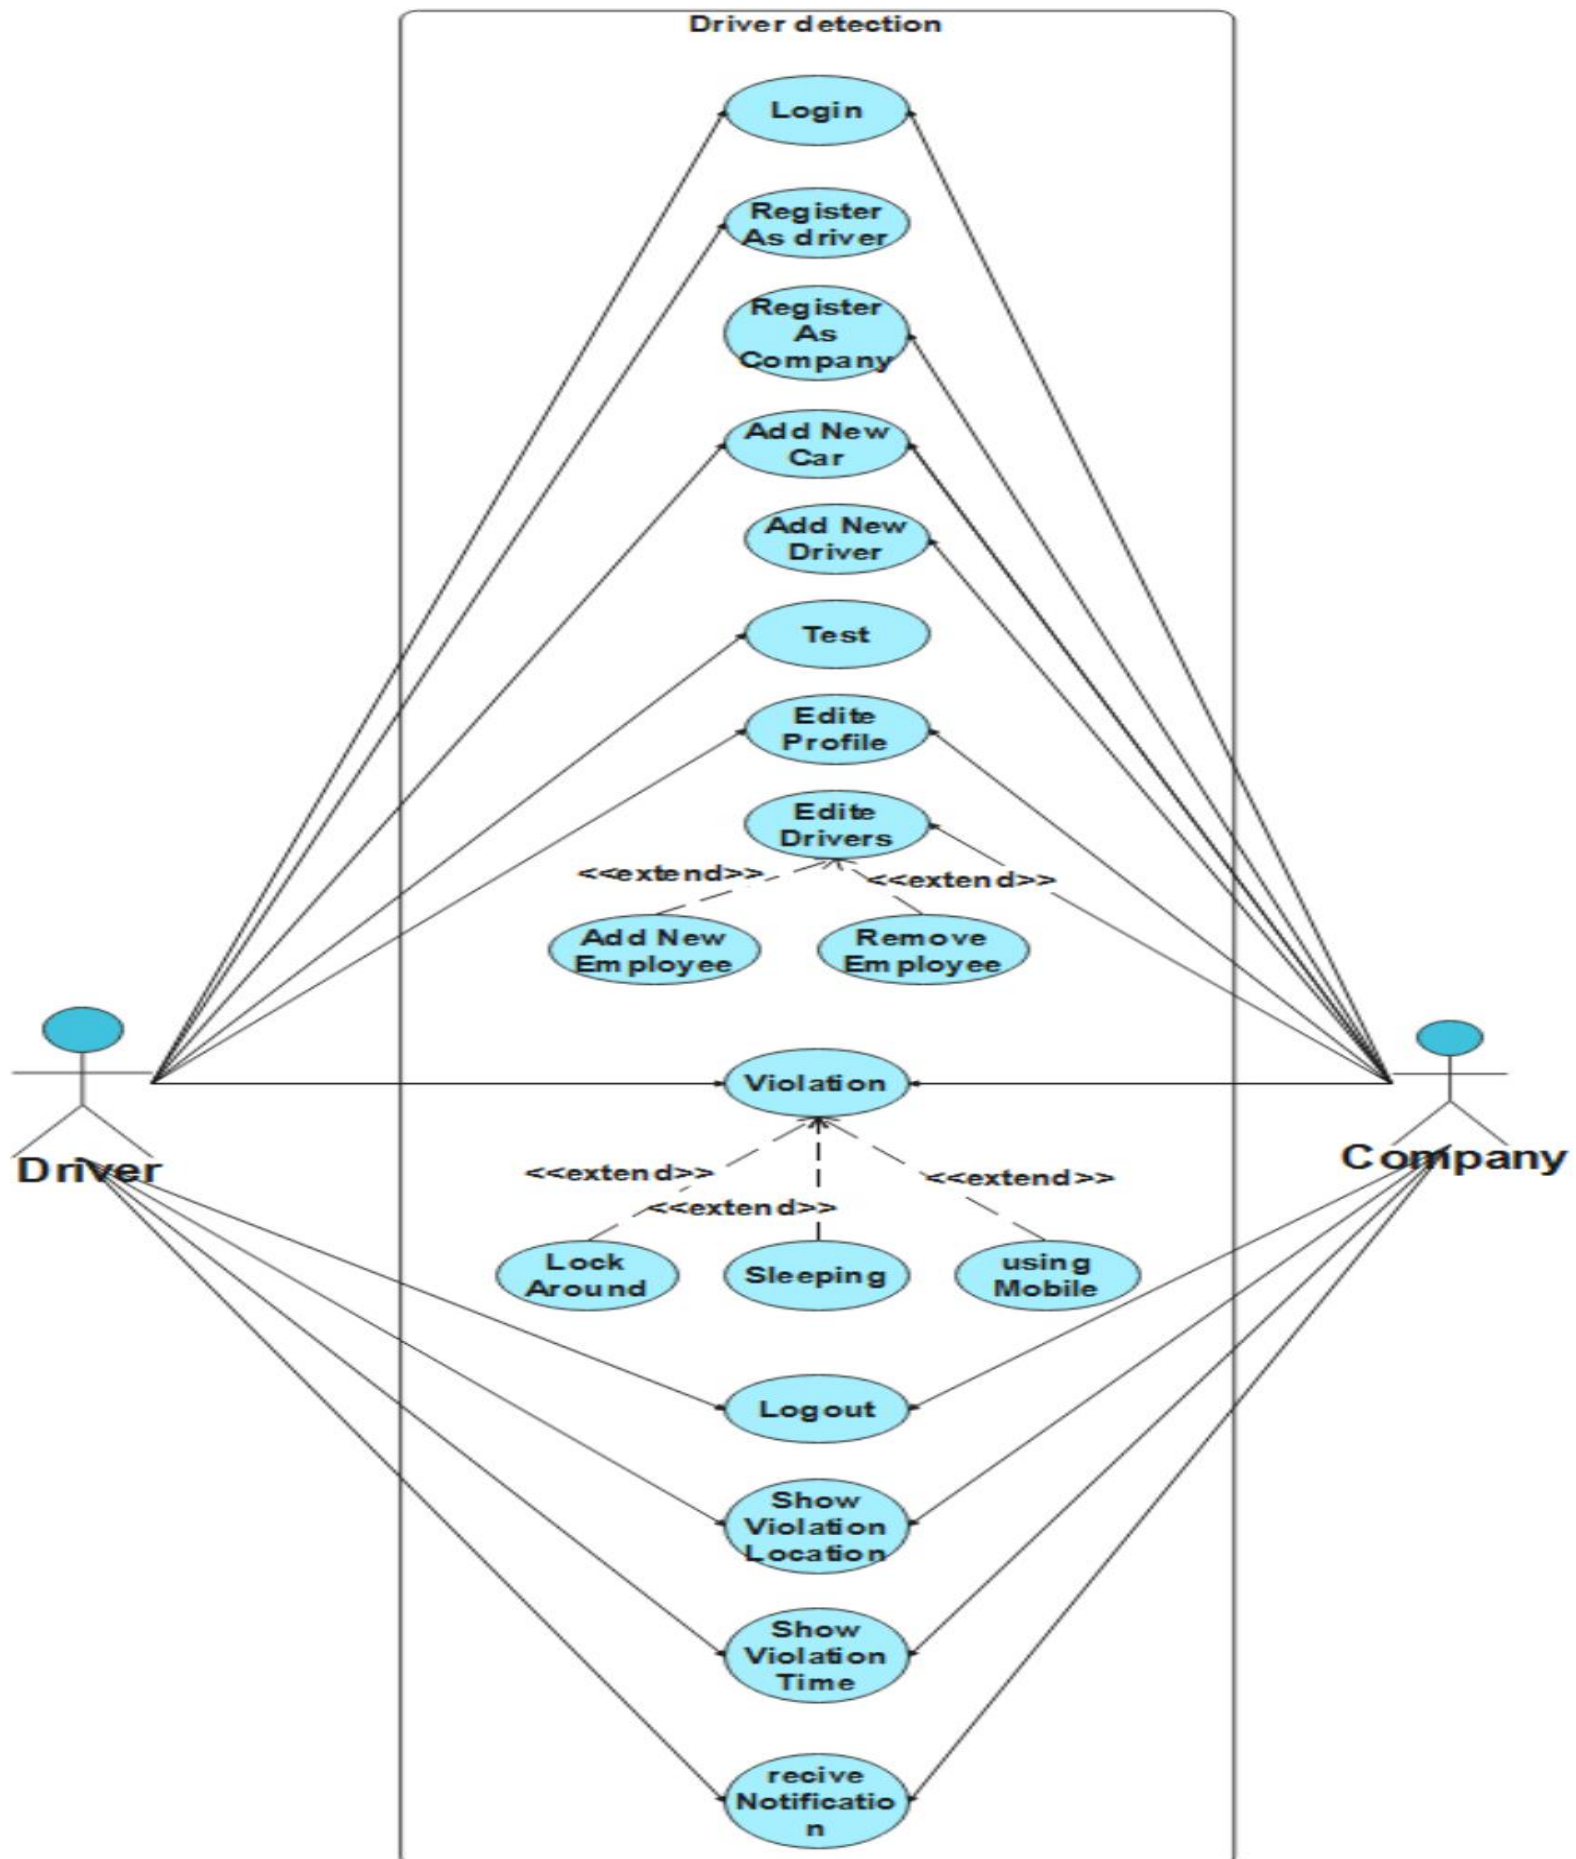 Driver detection
Login
Register
As driver
Register
As
Company
Add New
Car
Add New
Driver
Test
Edite
Profile
Edite
Drivers
<<extend>>
<<extend>>
Add New
Employee
Remove
Employee
Violation
Driver
Company
<<extend>>
<<extend>>
<<extend>>
Lock
Around
Sleeping
using
Mobile
Logout
Show
Violation
Location
Show
Violation
Time
recive
Notificatio
n